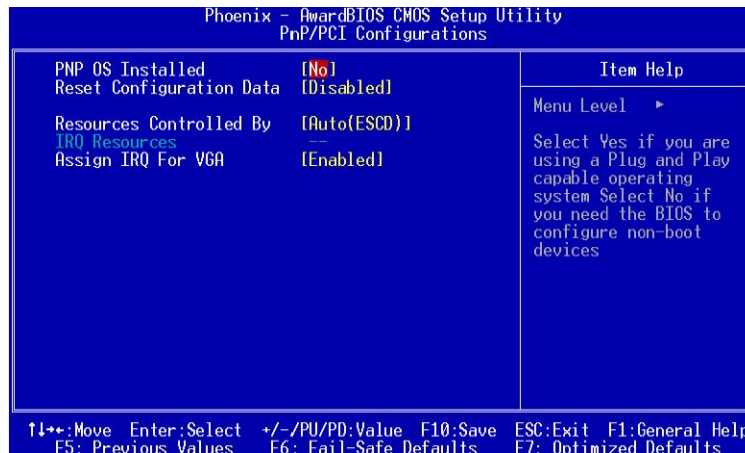 Phoenix - AwardBIOS CMOS Setup Utility
PnP/PCI Configurations
PNP OS Installed [No]
Reset Configuration Data [Disabled]
Resources Controlled By [Auto(ESCD)]
IRQ Resources --
Assign IRQ For VGA [Enabled]
Item Help
Menu Level ►
Select Yes if you are
using a Plug and Play
capable operating
system Select No if
you need the BIOS to
configure non-boot
devices
↑↓→←:Move Enter:Select +/-/PU/PD:Value F10:Save ESC:Exit F1:General Help
F5: Previous Values F6: Fail-Safe Defaults F7: Optimized Defaults